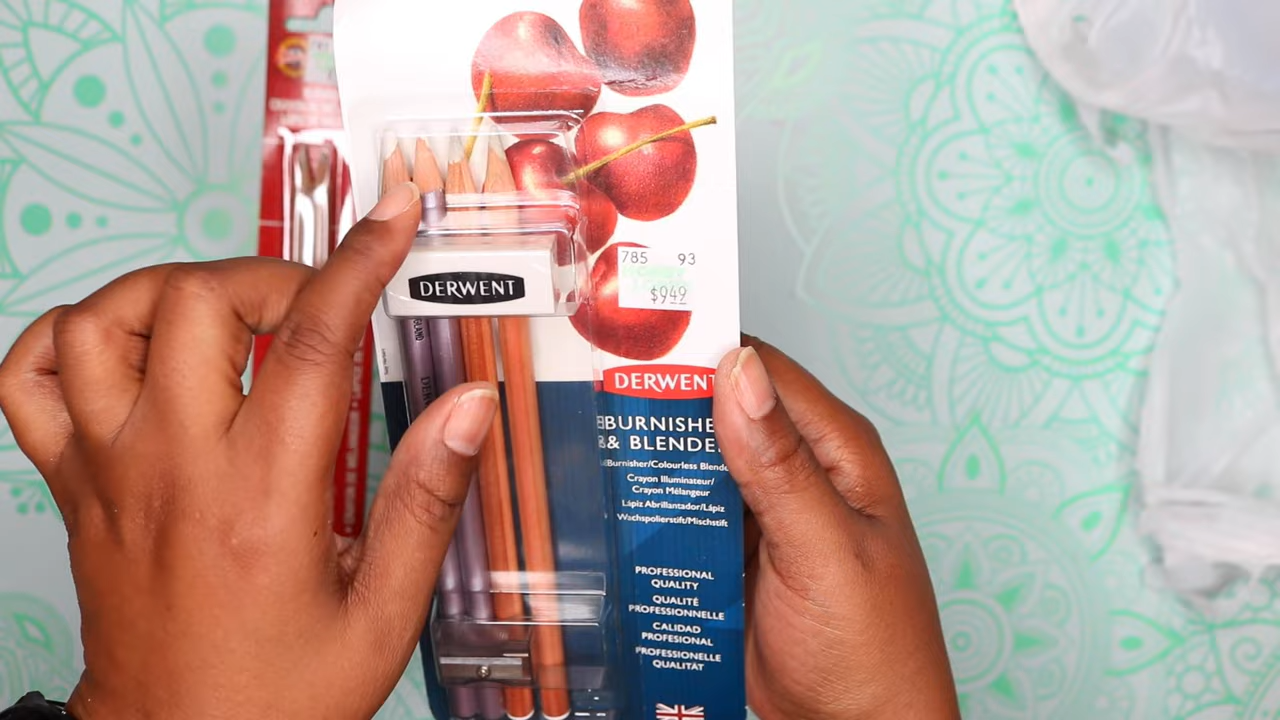 785 93
$9.49
DERWENT
DERWENT
BURNISHE
& BLENDE
Burnisher/Colourless Blende
Crayon Illuminateur/
Crayon Mélangeur
Lápiz Abrillantador/Lápiz
Wachspolierstift/Mischstift
PROFESSIONAL
QUALITY
QUALITÉ
PROFESSIONNELLE
CALIDAD
PROFESIONAL
PROFESSIONELLE
QUALITÄT